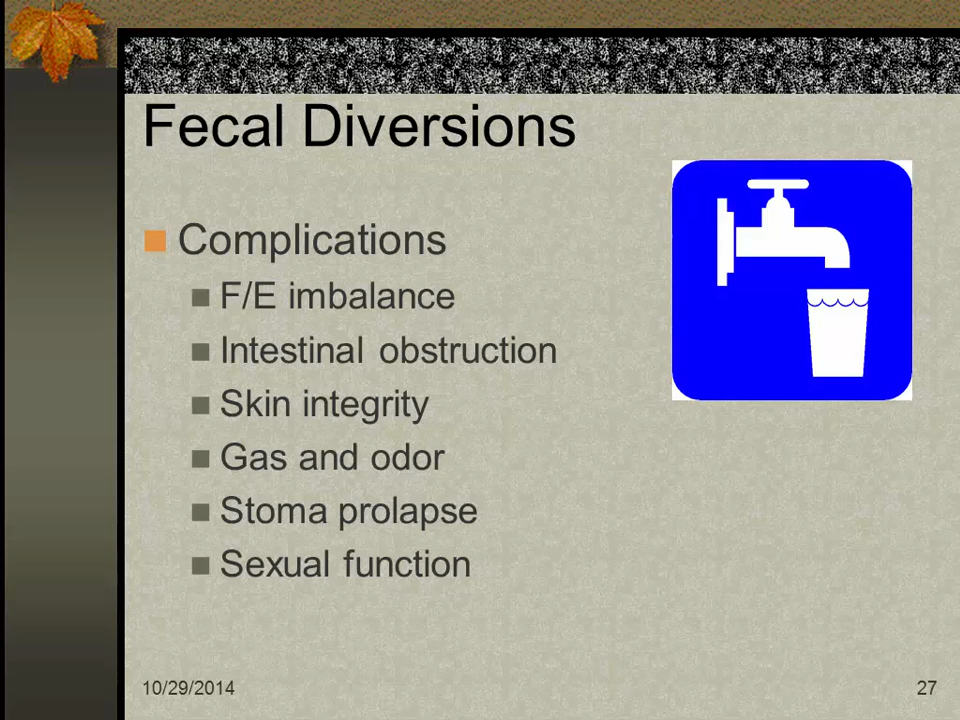 Fecal Diversions
Complications
F/E imbalance
Intestinal obstruction
Skin integrity
Gas and odor
Stoma prolapse
Sexual function
10/29/2014
27